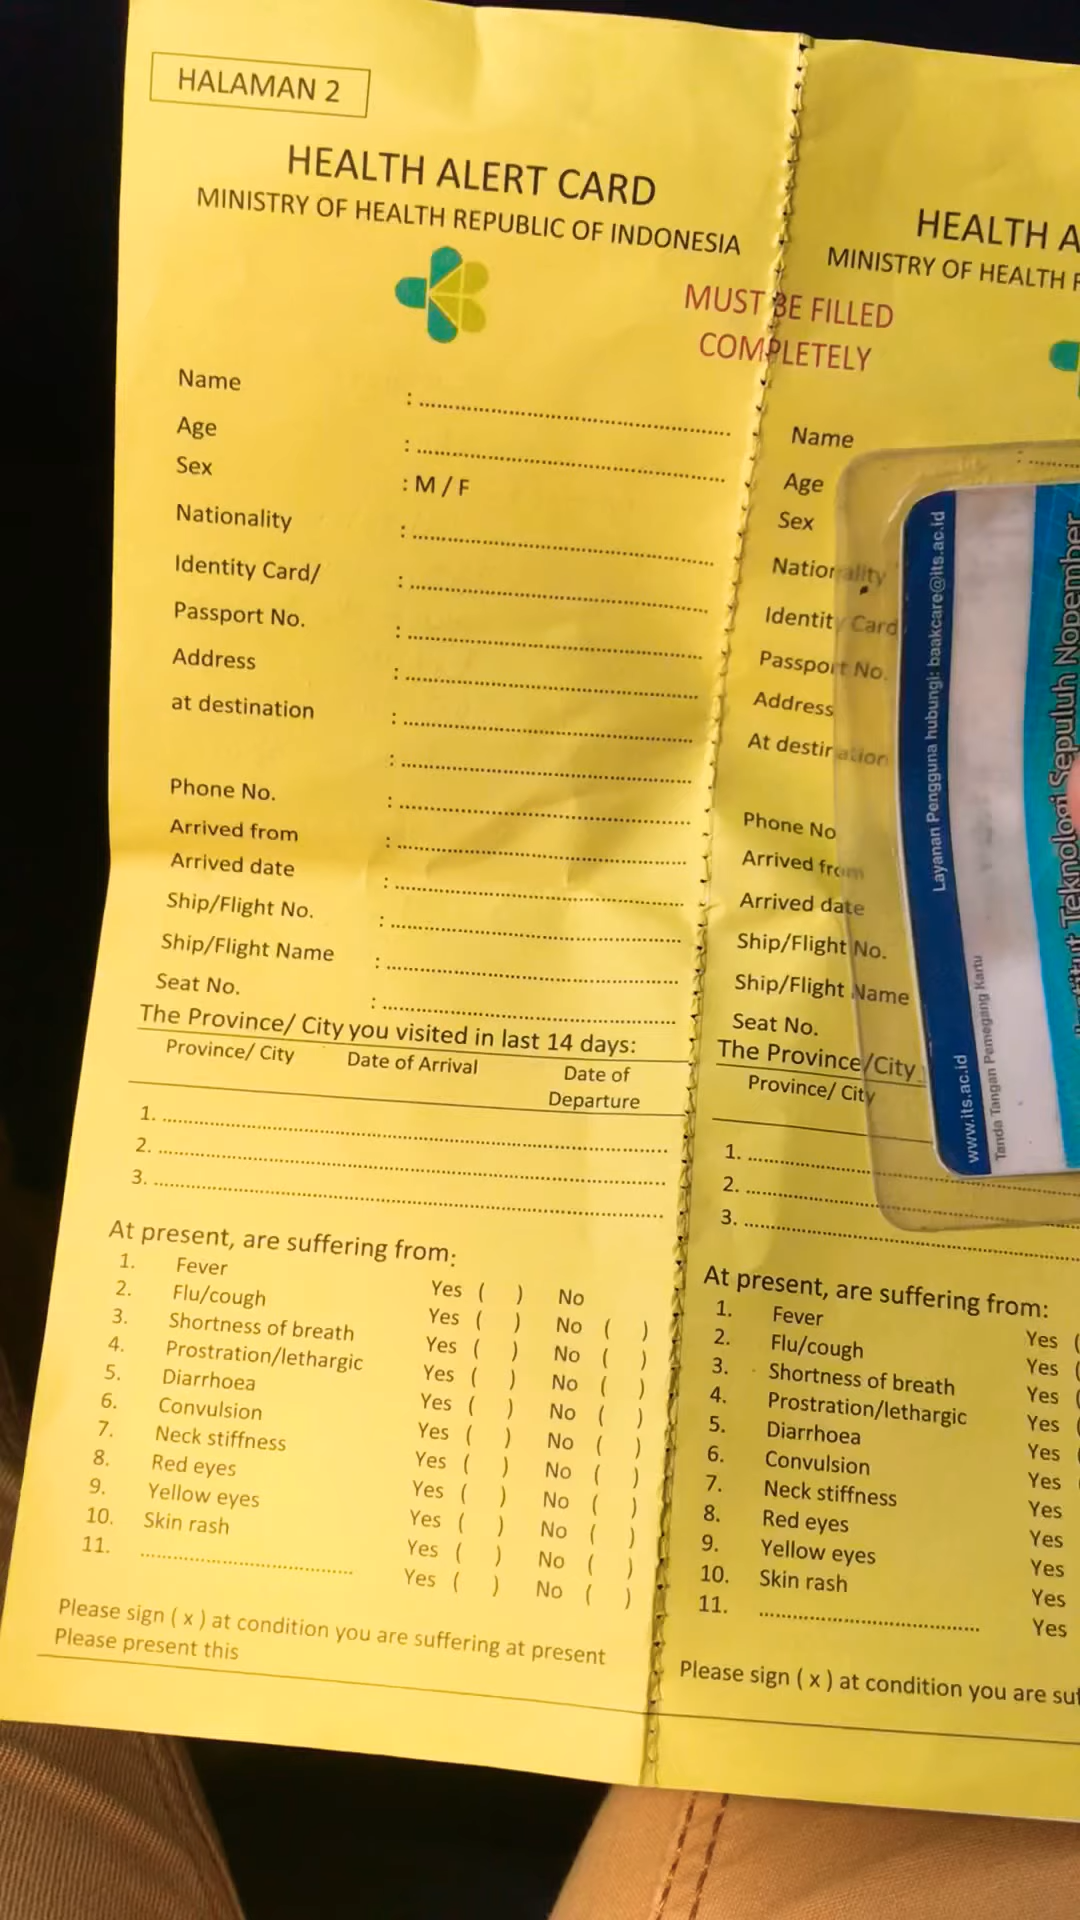 HALAMAN 2
HEALTH ALERT CARD
MINISTRY OF HEALTH REPUBLIC OF INDONESIA
MUST BE FILLED
COMPLETELY
Name : ..........
Age : ..........
Sex : M / F
Nationality : ..........
Identity Card/ : ..........
Passport No. : ..........
Address : ..........
at destination : ..........
: ..........
Phone No. : ..........
Arrived from : ..........
Arrived date : ..........
Ship/Flight No. : ..........
Ship/Flight Name : ..........
Seat No. : ..........
The Province/ City you visited in last 14 days:
Province/ City Date of Arrival Date of
Departure
1. ..........
2. ..........
3. ..........
At present, are suffering from:
1. Fever Yes ( ) No
2. Flu/cough Yes ( ) No ( )
3. Shortness of breath Yes ( ) No ( )
4. Prostration/lethargic Yes ( ) No ( )
5. Diarrhoea Yes ( ) No ( )
6. Convulsion Yes ( ) No ( )
7. Neck stiffness Yes ( ) No ( )
8. Red eyes Yes ( ) No ( )
9. Yellow eyes Yes ( ) No ( )
10. Skin rash Yes ( ) No ( )
11. .......... Yes ( ) No ( )
Please sign ( x ) at condition you are suffering at present
Please present this
HEALTH A
MINISTRY OF HEALTH
Name
Age
Sex
Nationality
Identity Card
Passport No.
Address
At destination
Phone No
Arrived from
Arrived date
Ship/Flight No.
Ship/Flight Name
Seat No.
The Province/City
Province/ City
1. ..........
2. ..........
3. ..........
At present, are suffering from:
1. Fever Yes (
2. Flu/cough Yes (
3. Shortness of breath Yes (
4. Prostration/lethargic Yes (
5. Diarrhoea Yes (
6. Convulsion Yes
7. Neck stiffness Yes
8. Red eyes Yes
9. Yellow eyes Yes
10. Skin rash Yes
11. .......... Yes
Please sign ( x ) at condition you are suf
www.its.ac.id
Layanan Pengguna hubungi: baakcare@its.ac.id
Tanda Tangan Pemegang Kartu
Institut Teknologi Sepuluh Nopember